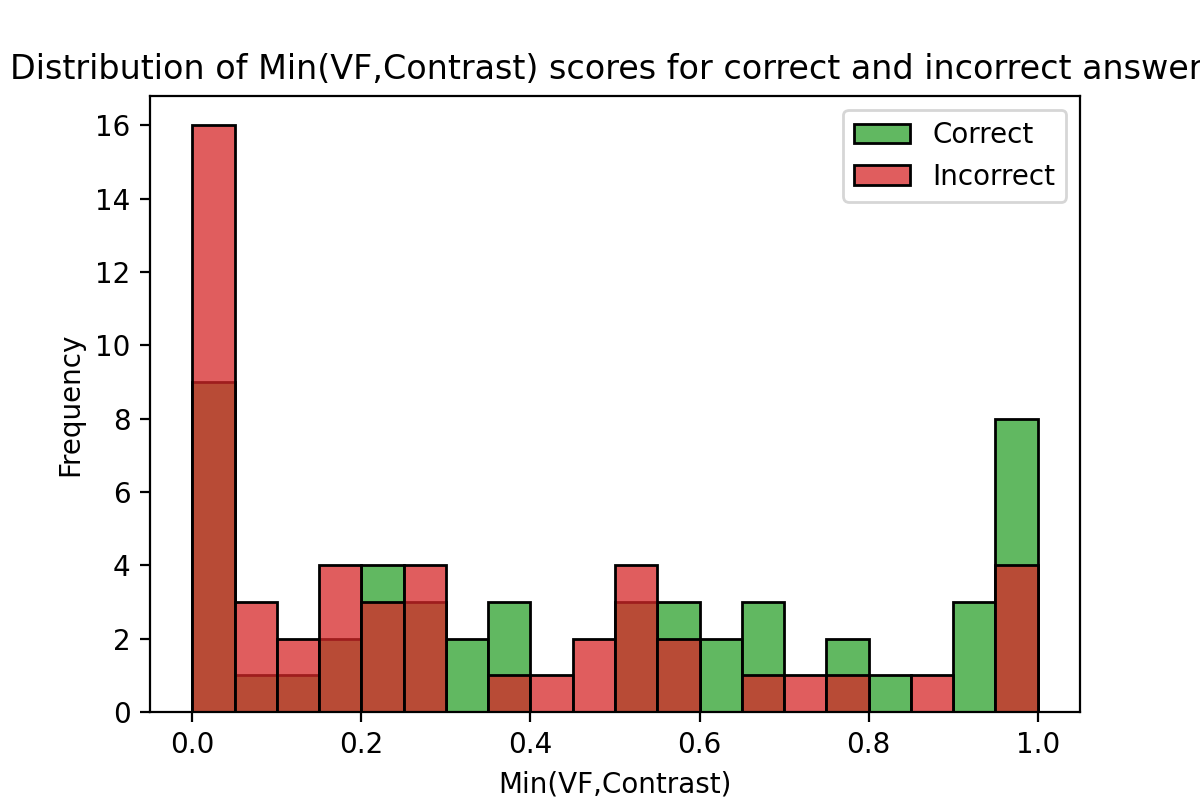 Distribution of Min(VF,Contrast) scores for correct and incorrect answer
Correct
Incorrect
Frequency
16
14
12
10
8
6
4
2
0
0.0 0.2 0.4 0.6 0.8 1.0
Min(VF,Contrast)